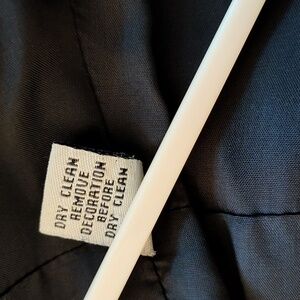 DRY CLEAN
REMOVE
DECORATION
BEFORE
DRY CLEAN